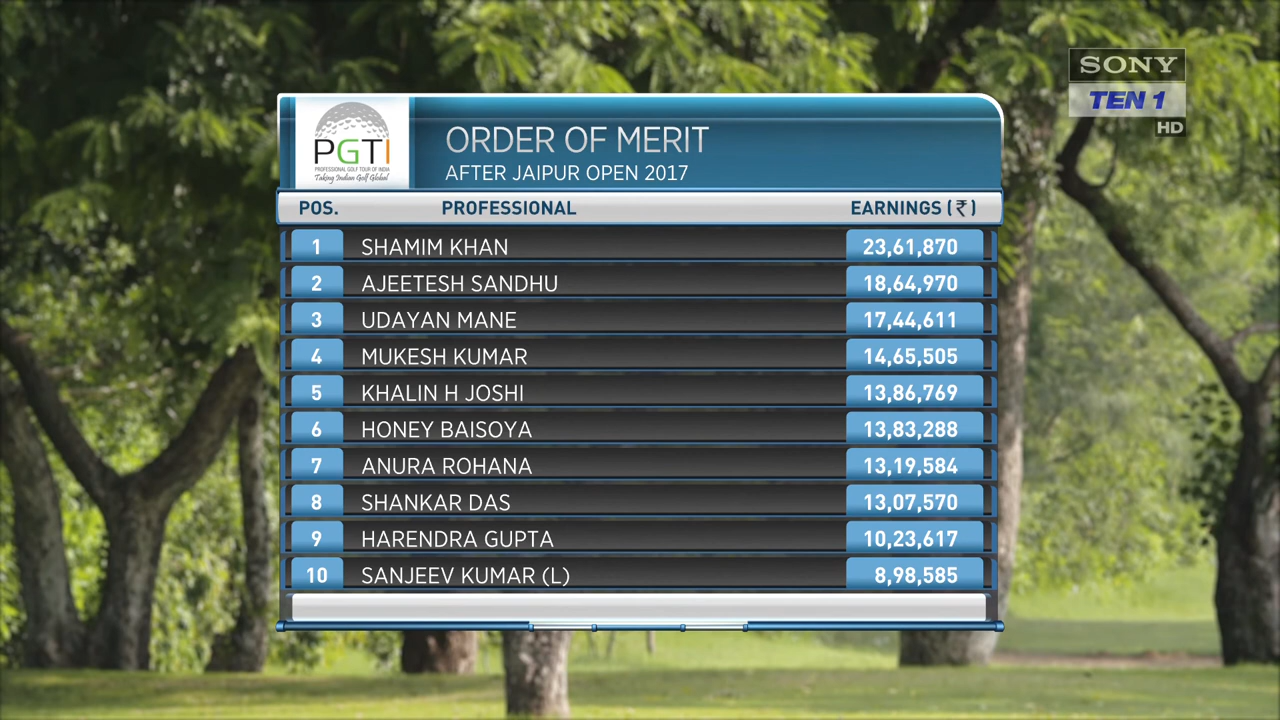 SONY
TEN 1
HD
PGTI
PROFESSIONAL GOLF TOUR OF INDIA
Taking Indian Golf Global
ORDER OF MERIT
AFTER JAIPUR OPEN 2017
POS. PROFESSIONAL EARNINGS (₹)
1 SHAMIM KHAN 23,61,870
2 AJEETESH SANDHU 18,64,970
3 UDAYAN MANE 17,44,611
4 MUKESH KUMAR 14,65,505
5 KHALIN H JOSHI 13,86,769
6 HONEY BAISOYA 13,83,288
7 ANURA ROHANA 13,19,584
8 SHANKAR DAS 13,07,570
9 HARENDRA GUPTA 10,23,617
10 SANJEEV KUMAR (L) 8,98,585